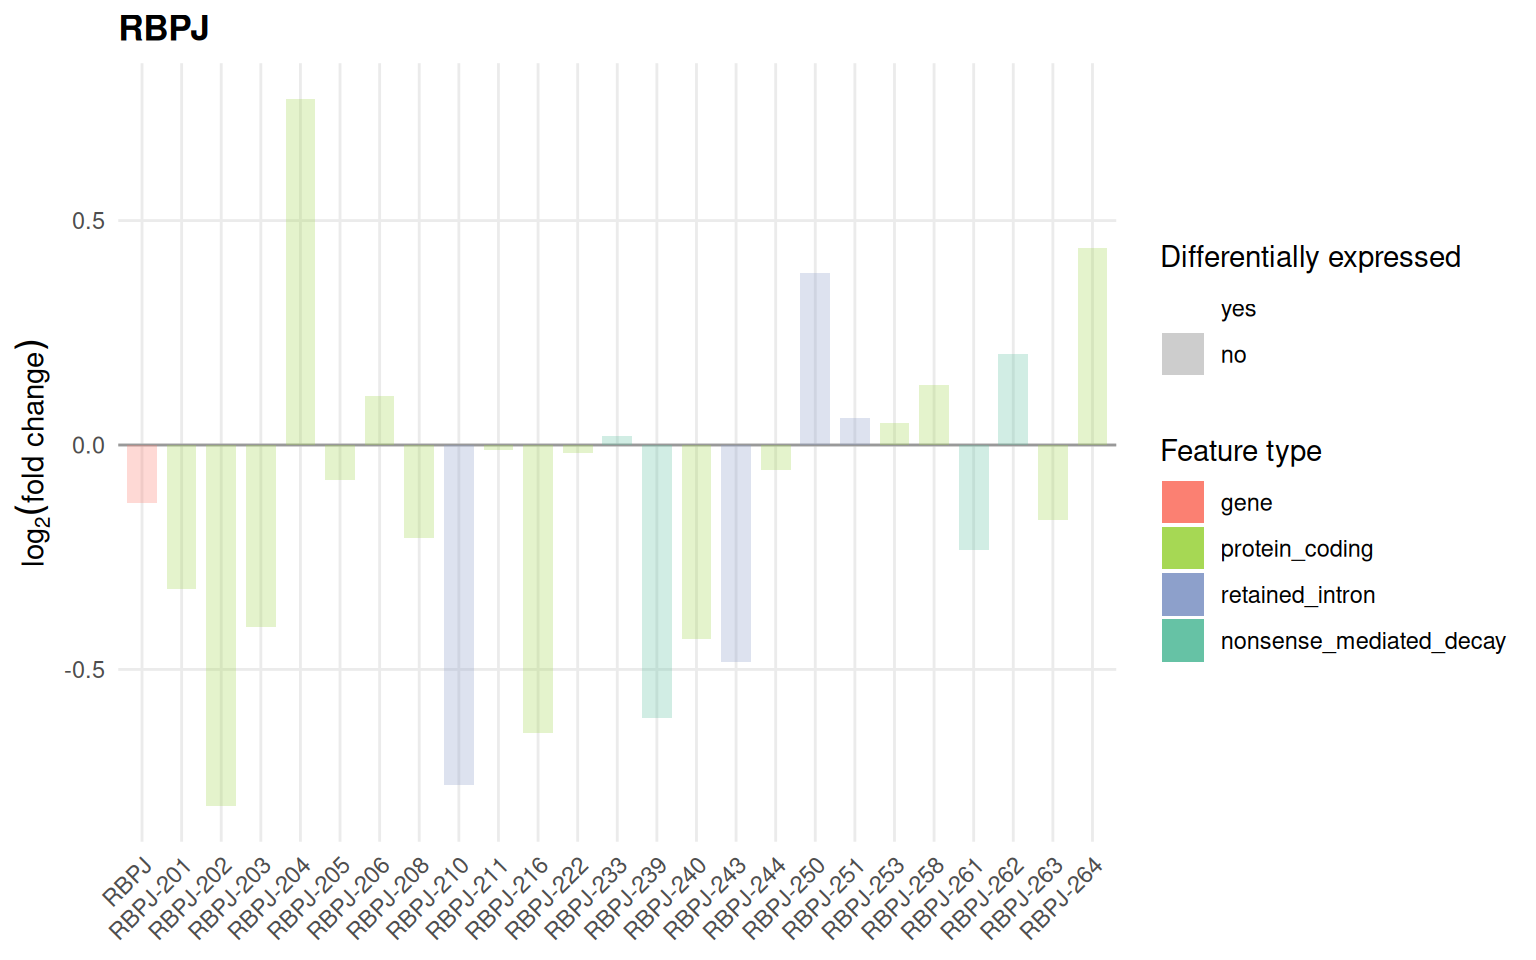 RBPJ
0.5
0.0
-0.5
log2(fold change)
RBPJ
RBPJ-201
RBPJ-202
RBPJ-203
RBPJ-204
RBPJ-205
RBPJ-206
RBPJ-208
RBPJ-210
RBPJ-211
RBPJ-216
RBPJ-222
RBPJ-233
RBPJ-239
RBPJ-240
RBPJ-243
RBPJ-244
RBPJ-250
RBPJ-251
RBPJ-253
RBPJ-258
RBPJ-261
RBPJ-262
RBPJ-263
RBPJ-264
Differentially expressed
yes
no
Feature type
gene
protein_coding
retained_intron
nonsense_mediated_decay